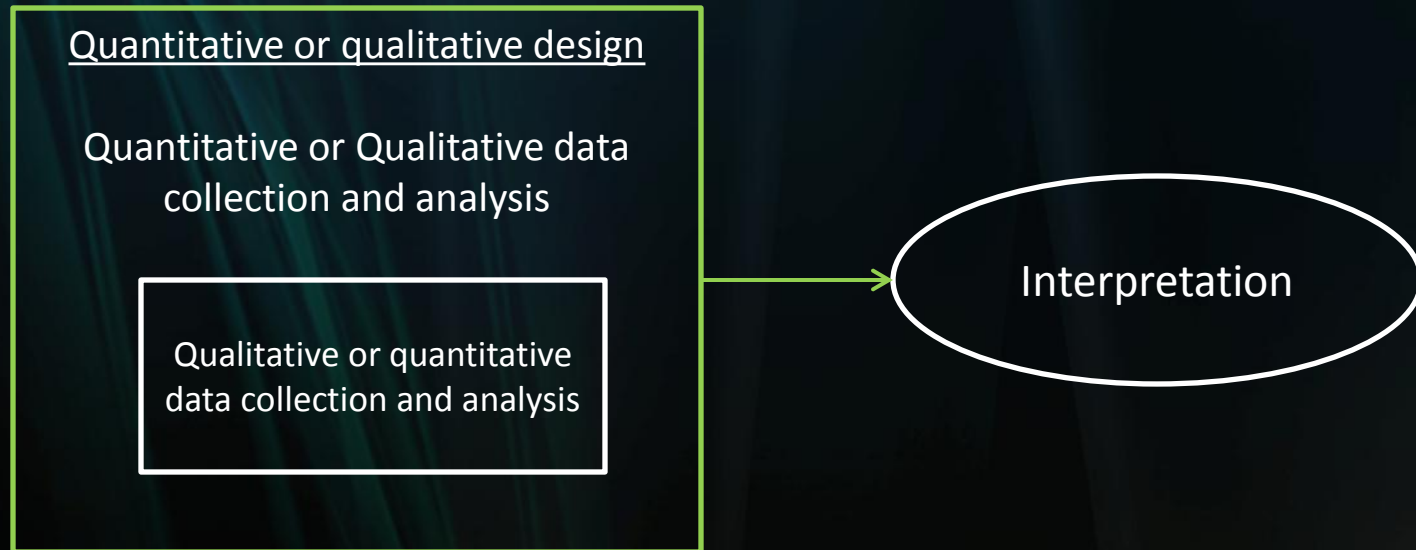 Quantitative or qualitative design
Quantitative or Qualitative data
collection and analysis
Qualitative or quantitative
data collection and analysis
Interpretation